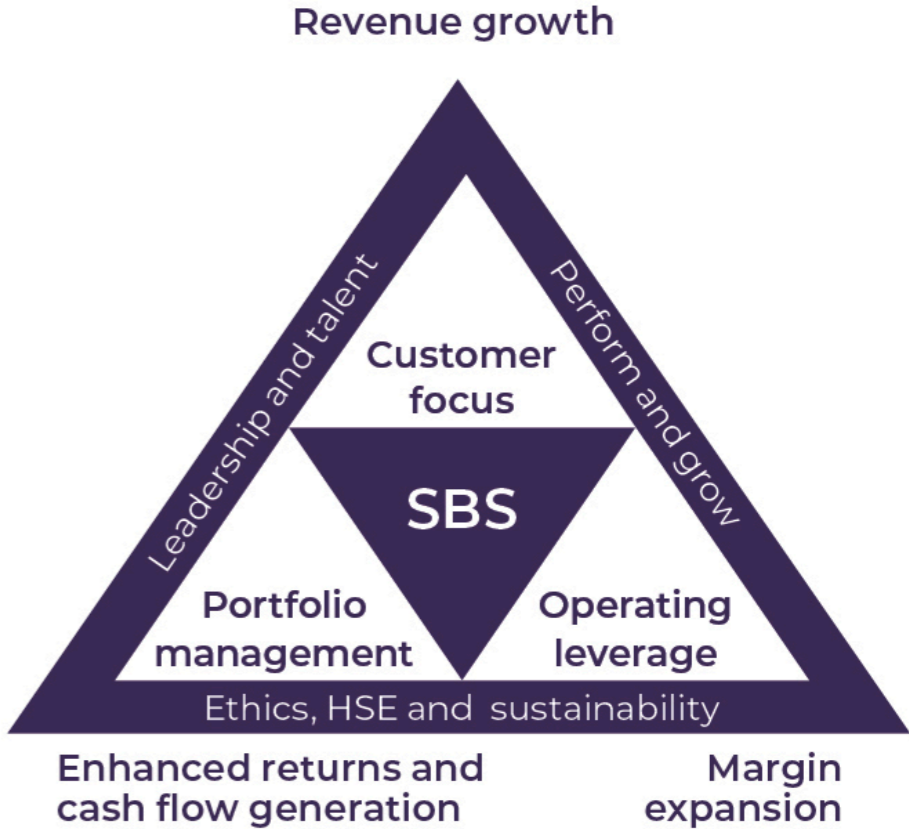 Revenue growth
Leadership and talent
Perform and grow
Customer
focus
SBS
Portfolio
management
Operating
leverage
Ethics, HSE and sustainability
Enhanced returns and
cash flow generation
Margin
expansion